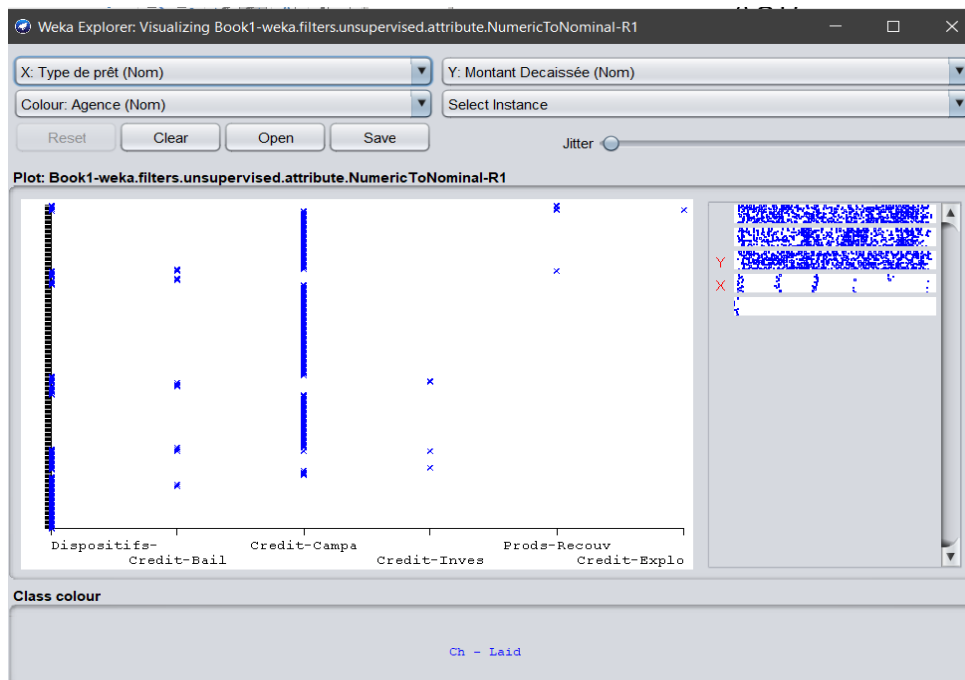 Weka Explorer: Visualizing Book1-weka.filters.unsupervised.attribute.NumericToNominal-R1
X: Type de prêt (Nom)
Y: Montant Decaissée (Nom)
Colour: Agence (Nom)
Select Instance
Reset
Clear
Open
Save
Jitter
Plot: Book1-weka.filters.unsupervised.attribute.NumericToNominal-R1
Y
X
Dispositifs-
Credit-Bail
Credit-Campa
Credit-Inves
Prods-Recouv
Credit-Explo
Class colour
Ch - Laid